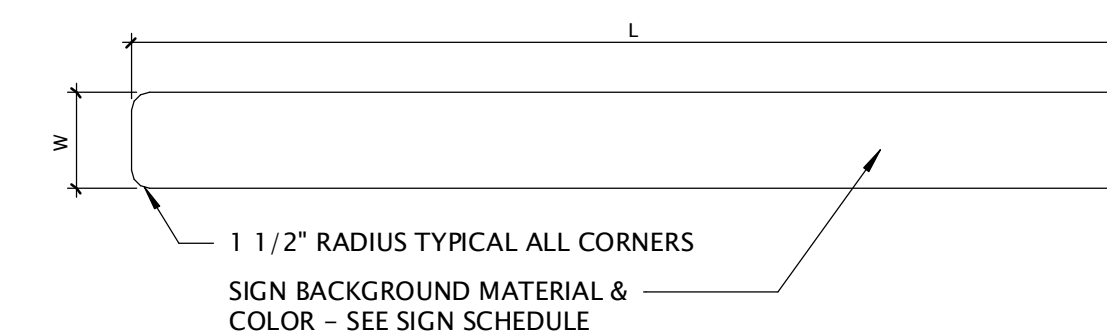 L
W
1 1/2" RADIUS TYPICAL ALL CORNERS
SIGN BACKGROUND MATERIAL &
COLOR – SEE SIGN SCHEDULE